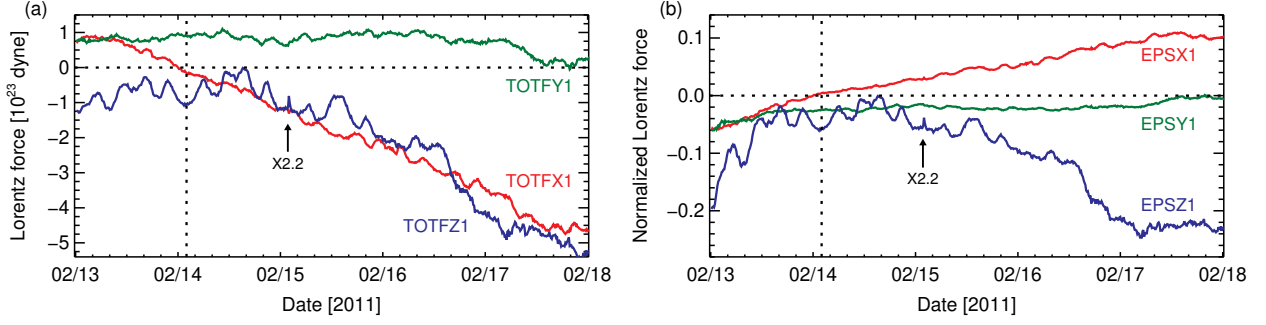 (a)
Lorentz force [10²³ dyne]
1
0
−1
−2
−3
−4
−5
TOTFY1
X2.2
TOTFX1
TOTFZ1
02/13 02/14 02/15 02/16 02/17 02/18
Date [2011]
(b)
Normalized Lorentz force
0.1
0.0
−0.1
−0.2
EPSX1
EPSY1
X2.2
EPSZ1
02/13 02/14 02/15 02/16 02/17 02/18
Date [2011]